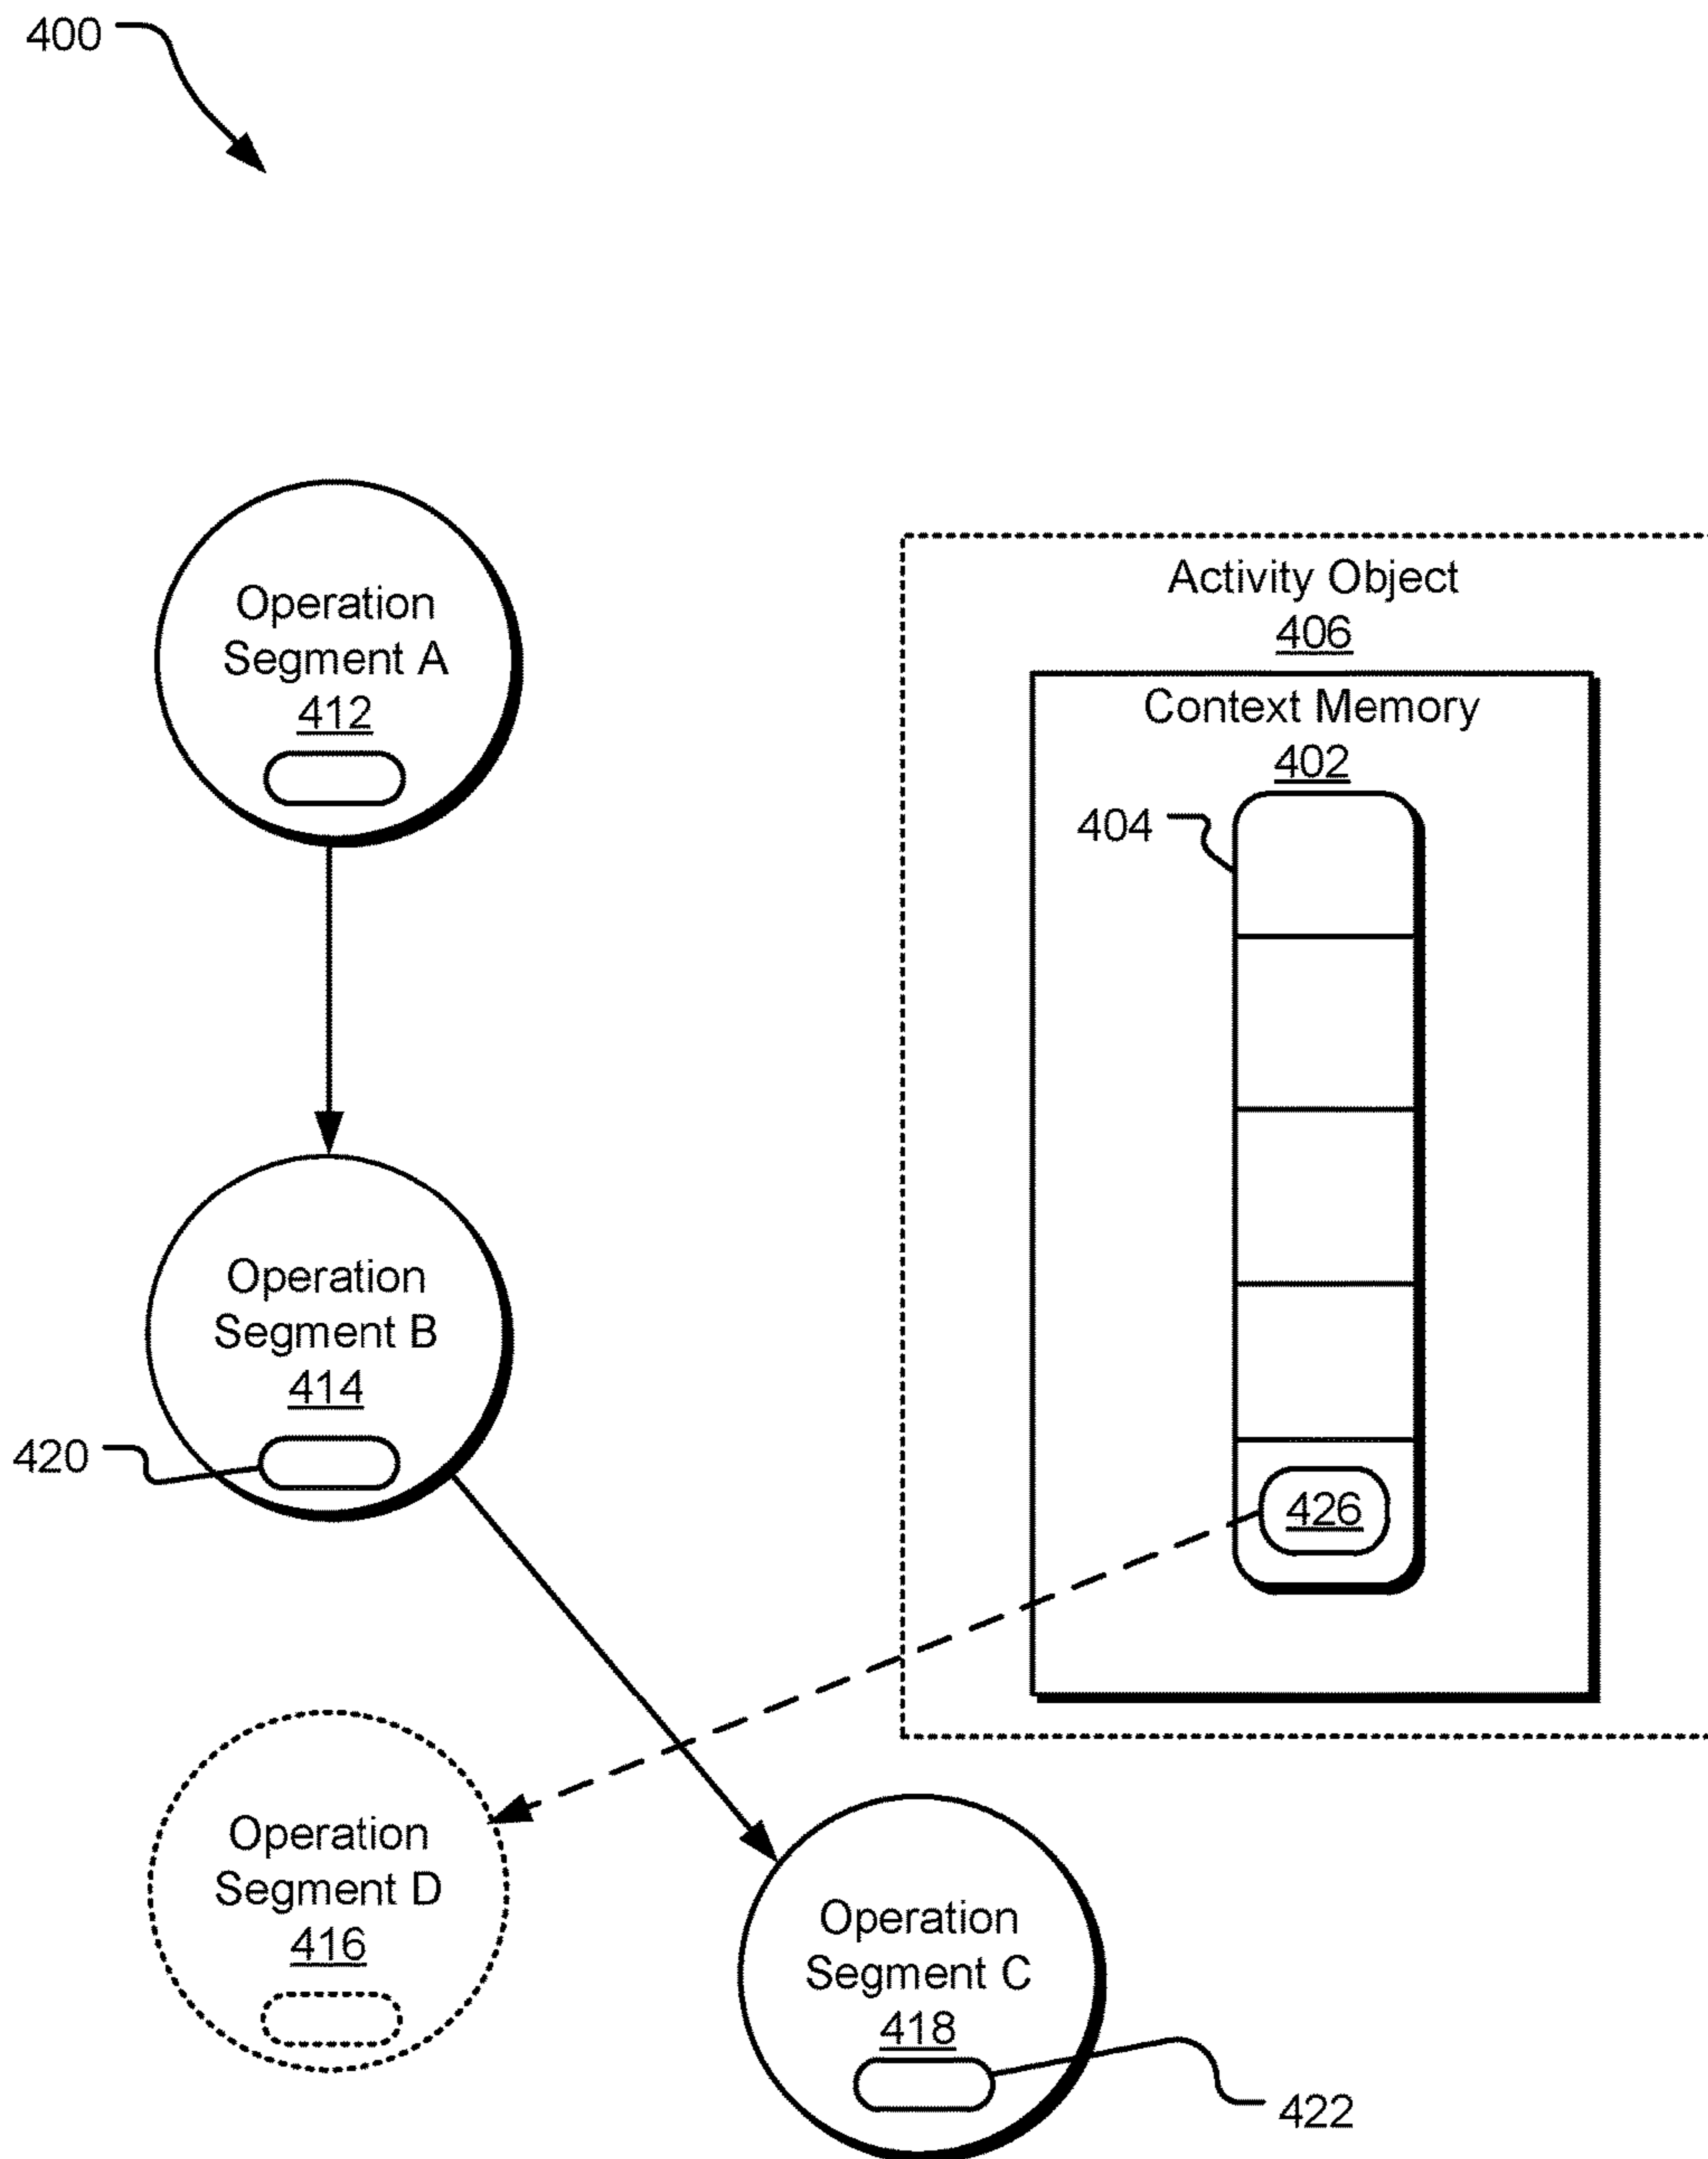 400
Operation
Segment A
412
Activity Object
406
Context Memory
402
404
Operation
Segment B
414
420
426
Operation
Segment D
416
Operation
Segment C
418
422